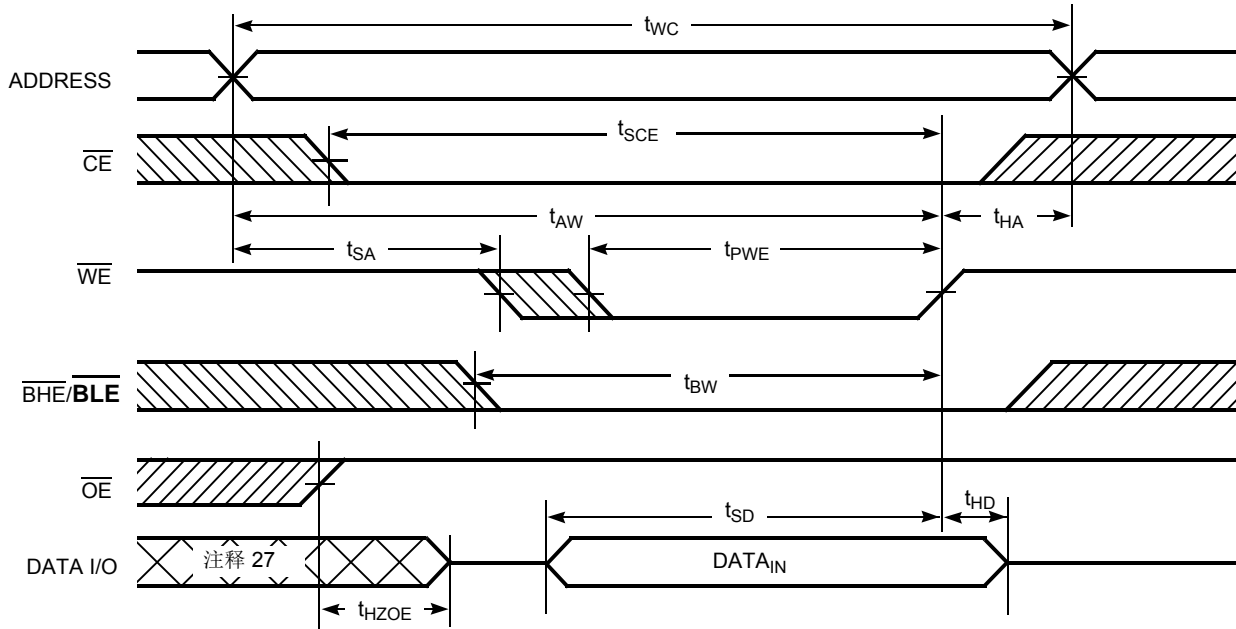 tWC
ADDRESS
tSCE
CE
tAW
tHA
tSA
tPWE
WE
tBW
BHE/BLE
OE
tSD
tHD
DATA I/O
注释 27
DATAIN
tHZOE